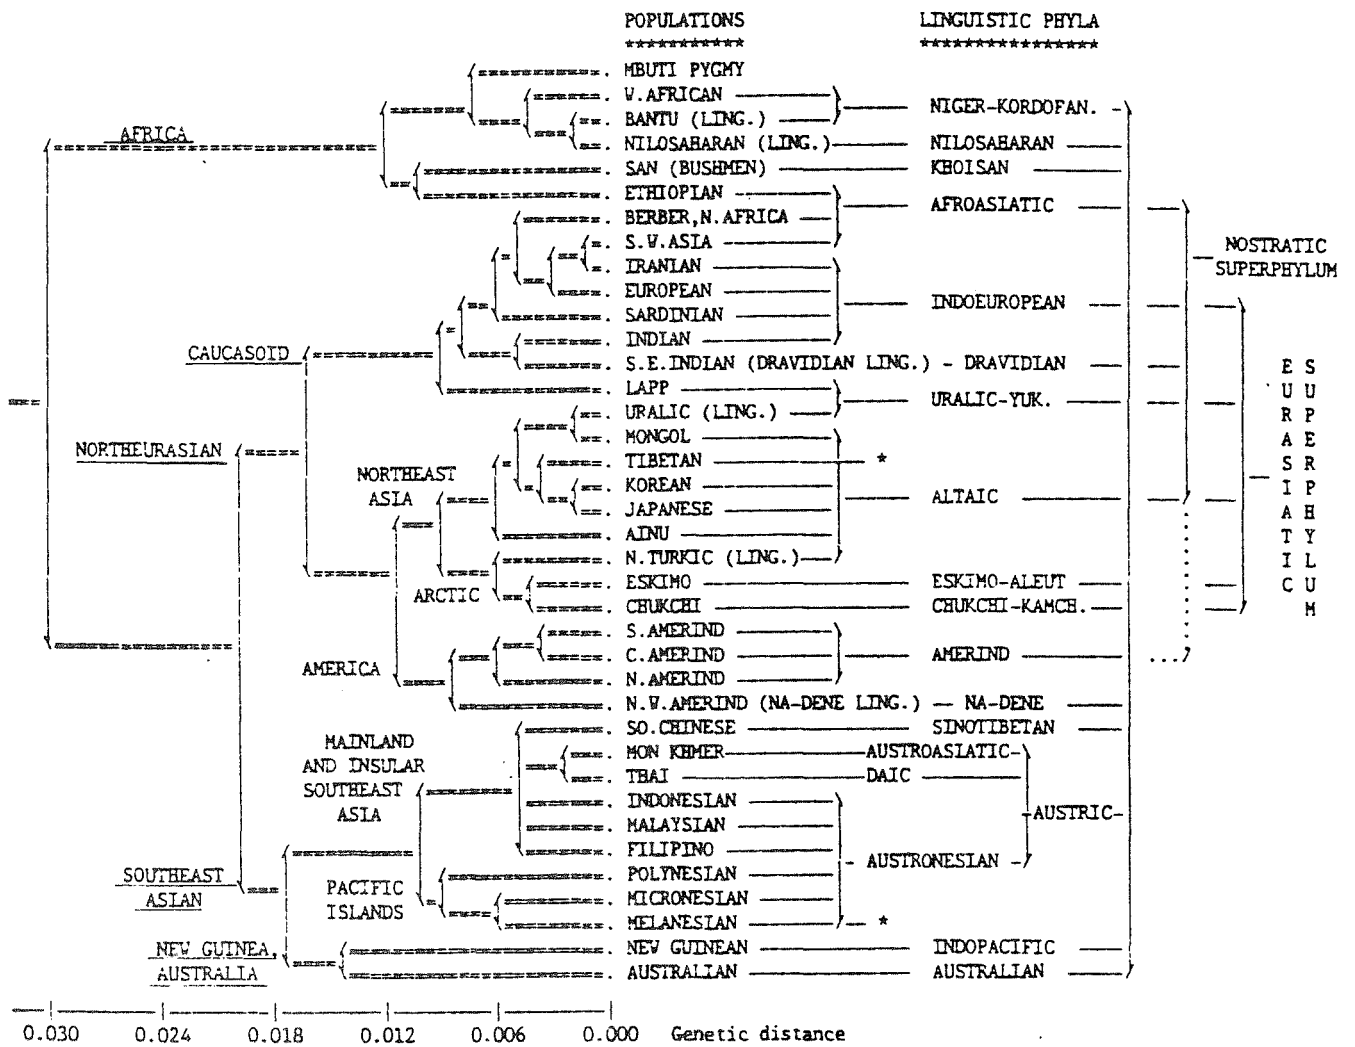 POPULATIONS LINGUISTIC PHYLA
*********** ***************
MBUTI PYGMY
W.AFRICAN
BANTU (LING.) NIGER-KORDOFAN.
AFRICA
NILOSAHARAN (LING.) NILOSAHARAN
SAN (BUSHMEN) KHOISAN
ETHIOPIAN AFROASIATIC
BERBER,N.AFRICA
S.W.ASIA NOSTRATIC
IRANIAN SUPERPHYLUM
EUROPEAN INDOEUROPEAN
SARDINIAN
INDIAN
CAUCASOID
S.E.INDIAN (DRAVIDIAN LING.) - DRAVIDIAN
LAPP URALIC-YUK.
URALIC (LING.)
MONGOL
NORTHEURASIAN
TIBETAN *
NORTHEAST
ASIA
KOREAN ALTAIC
JAPANESE
AINU
N.TURKIC (LING.)
ARCTIC
ESKIMO ESKIMO-ALEUT
CHUKCHI CHUKCHI-KAMCH.
EURASIATIC
SUPERPHYLUM
S.AMERIND
C.AMERIND AMERIND
AMERICA
N.AMERIND
N.W.AMERIND (NA-DENE LING.) - NA-DENE
SO.CHINESE SINOTIBETAN
MAINLAND
AND INSULAR
SOUTHEAST
ASIA
MON KHMER AUSTROASIATIC
THAI DAIC
INDONESIAN AUSTRIC
MALAYSIAN
FILIPINO AUSTRONESIAN
POLYNESIAN
SOUTHEAST
ASIAN
PACIFIC
ISLANDS
MICRONESIAN
MELANESIAN *
NEW GUINEA,
AUSTRALIA
NEW GUINEAN INDOPACIFIC
AUSTRALIAN AUSTRALIAN
0.030 0.024 0.018 0.012 0.006 0.000 Genetic distance